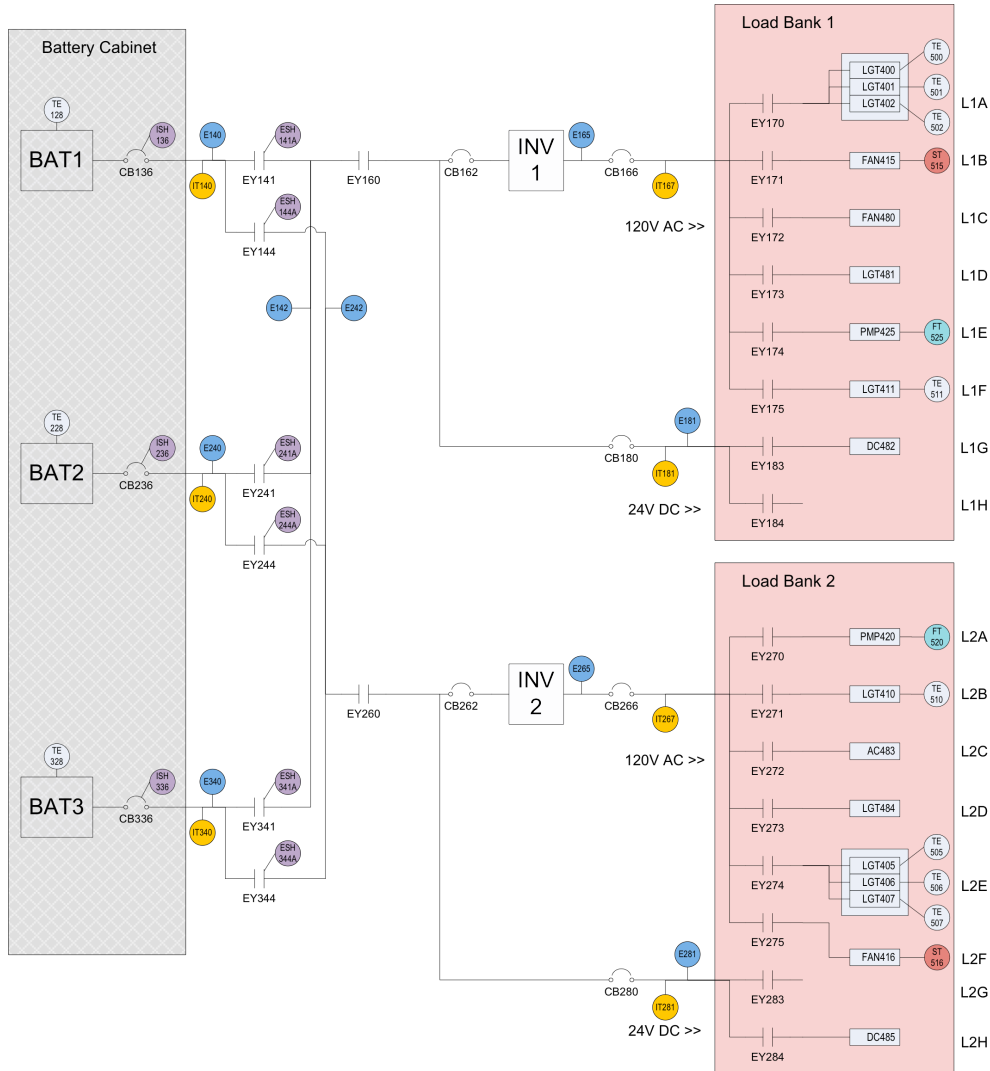 Load Bank 1
Battery Cabinet
TE
500
LGT400
LGT401
LGT402
TE
501
TE
502
EY170
L1A
TE
128
BAT1
ISH
136
CB136
E140
IT140
ESH
141A
EY141
ESH
144A
EY144
EY160
CB162
INV
1
E165
CB166
IT167
120V AC >>
EY171
FAN415
ST
515
L1B
EY172
FAN480
L1C
EY173
LGT481
L1D
E142
E242
EY174
PMP425
FT
525
L1E
EY175
LGT411
TE
511
L1F
TE
228
BAT2
ISH
236
CB236
E240
IT240
ESH
241A
EY241
ESH
244A
EY244
CB180
E181
IT181
24V DC >>
EY183
DC482
L1G
EY184
L1H
Load Bank 2
EY270
PMP420
FT
520
L2A
EY260
CB262
INV
2
E265
CB266
IT267
120V AC >>
EY271
LGT410
TE
510
L2B
EY272
AC483
L2C
TE
328
BAT3
ISH
336
CB336
E340
IT340
ESH
341A
EY341
ESH
344A
EY344
EY273
LGT484
L2D
EY274
LGT405
LGT406
LGT407
TE
505
TE
506
TE
507
L2E
EY275
FAN416
ST
516
L2F
CB280
E281
IT281
24V DC >>
EY283
L2G
EY284
DC485
L2H